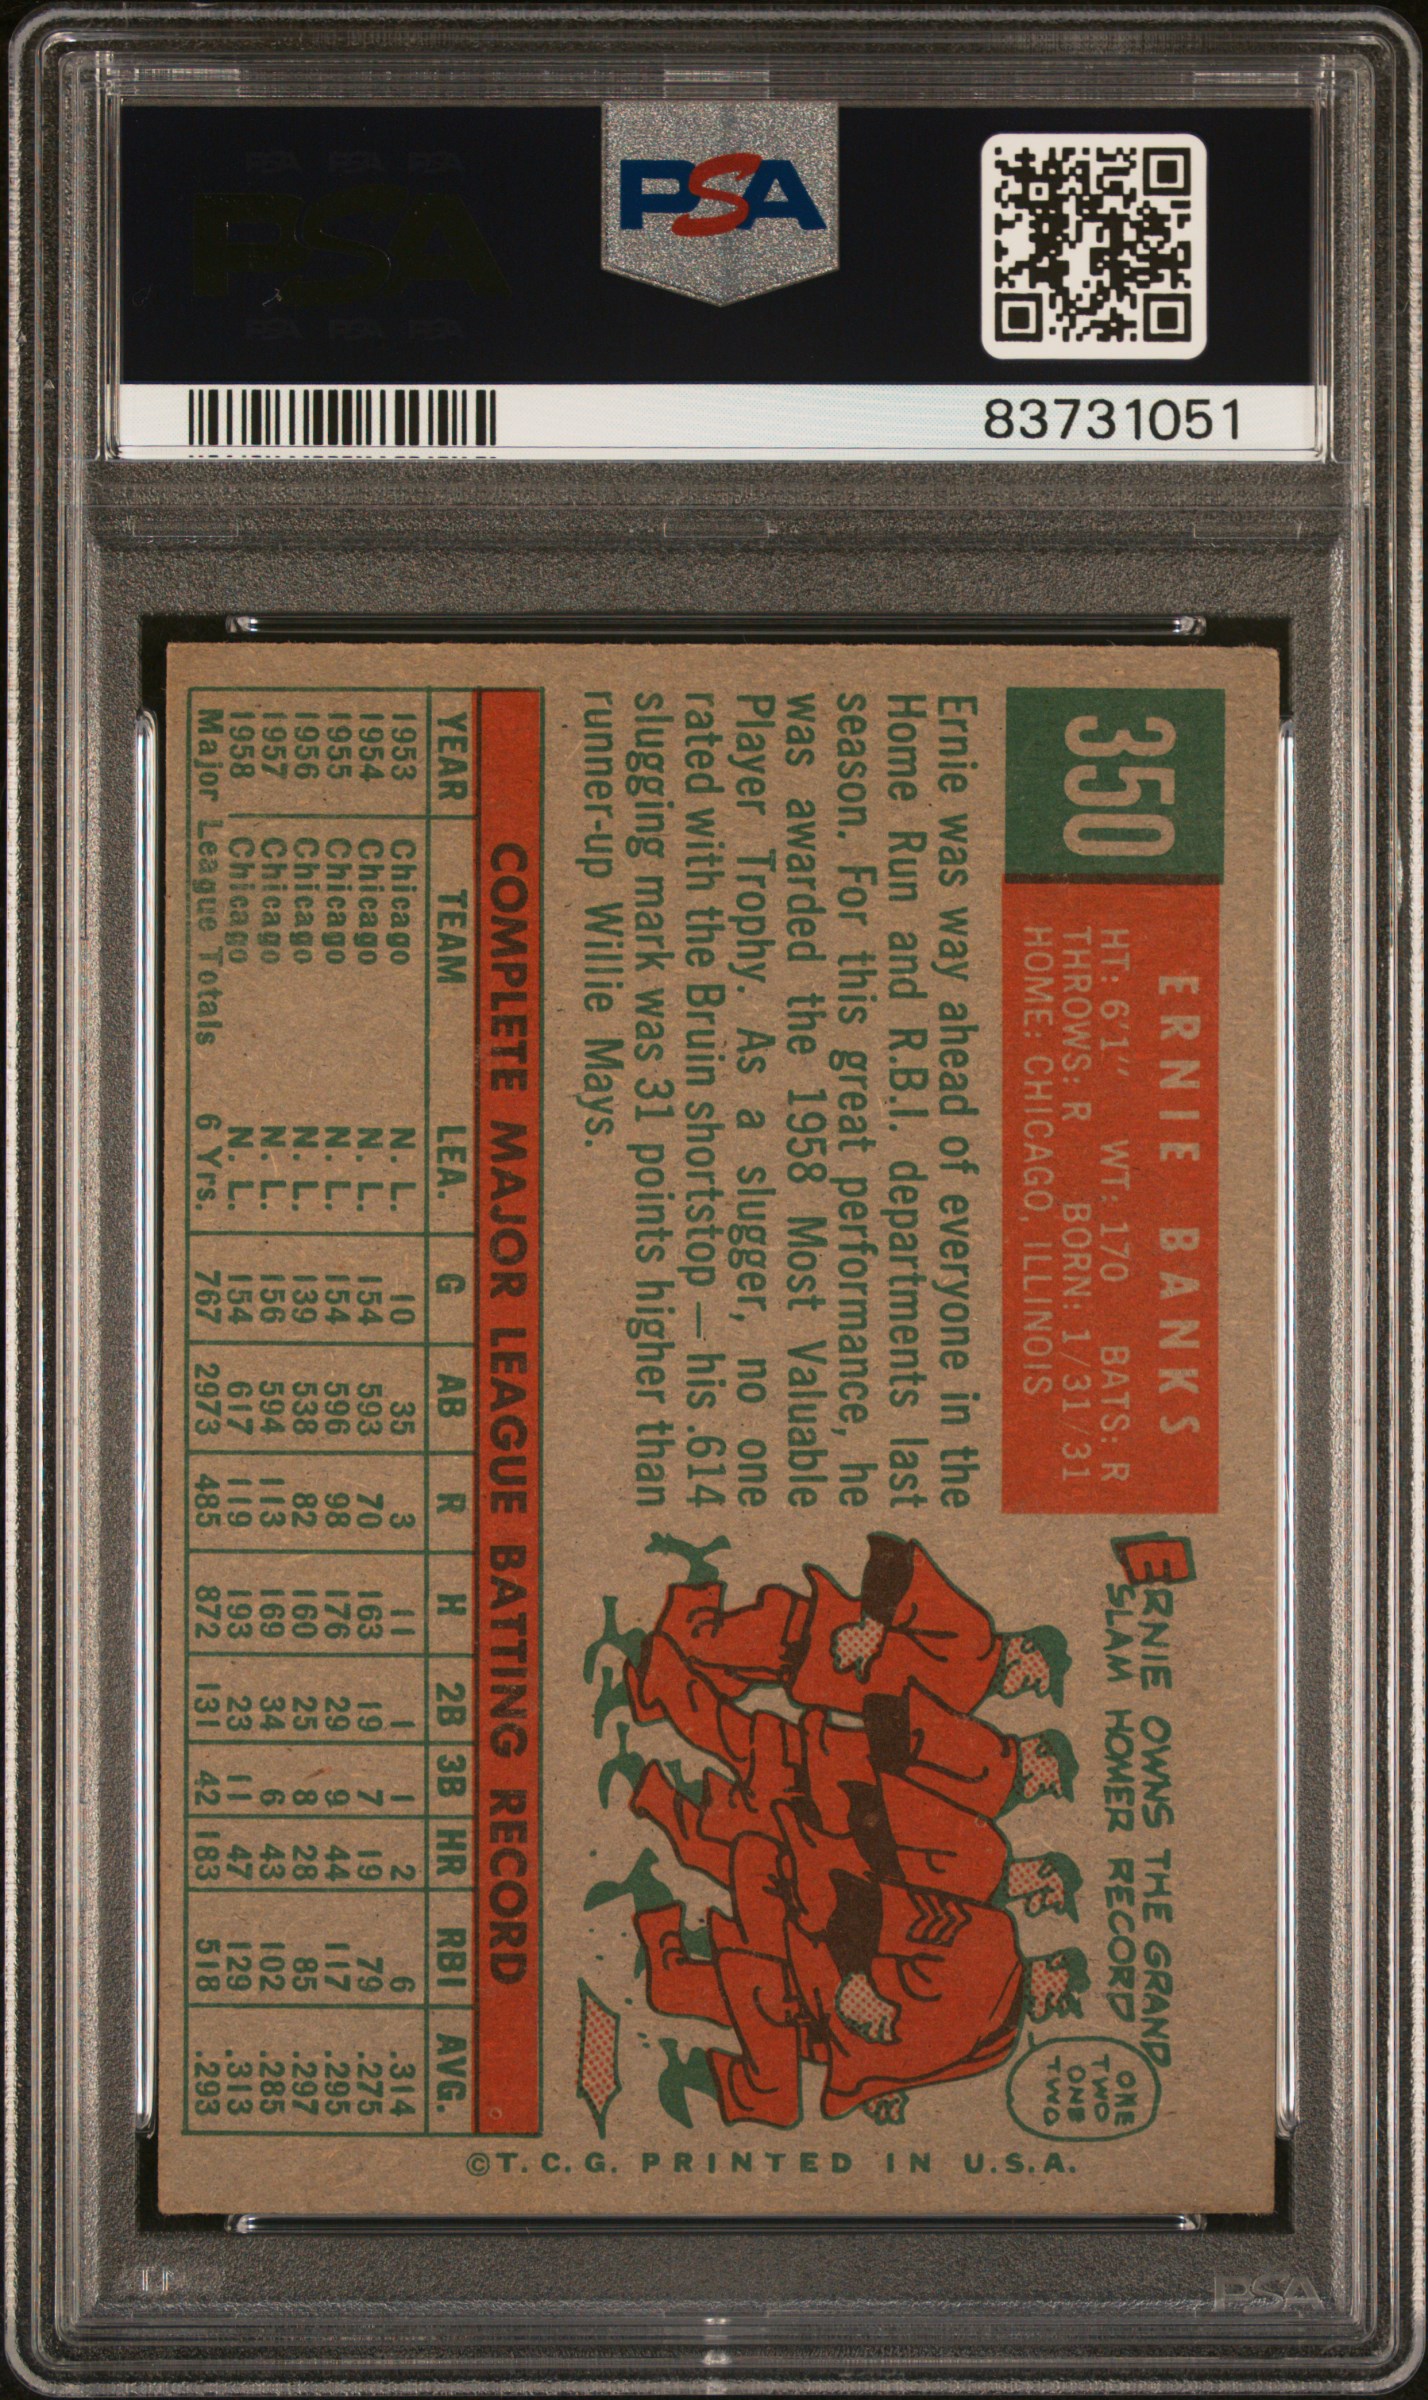 PSA PSA PSA
PSA
PSA PSA PSA
PSA
83731051
350
ERNIE BANKS
HT: 6'1" WT: 170 BATS: R
THROWS: R BORN: 1/31/31
HOME: CHICAGO, ILLINOIS
Ernie was way ahead of everyone in the
Home Run and R.B.I. departments last
season. For this great performance, he
was awarded the 1958 Most Valuable
Player Trophy. As a slugger, no one
rated with the Bruin shortstop — his .614
slugging mark was 31 points higher than
runner-up Willie Mays.
ERNIE OWNS THE GRAND
SLAM HOMER RECORD
ONE
TWO
ONE
TWO
COMPLETE MAJOR LEAGUE BATTING RECORD
YEAR TEAM LEA. G AB R H 2B 3B HR RBI AVG.
1953 Chicago N. L. 10 35 3 11 1 1 2 6 .314
1954 Chicago N. L. 154 593 70 163 19 7 19 79 .275
1955 Chicago N. L. 154 596 98 176 29 9 44 117 .295
1956 Chicago N. L. 139 538 82 160 25 8 28 85 .297
1957 Chicago N. L. 156 594 113 169 34 6 43 102 .285
1958 Chicago N. L. 154 617 119 193 23 11 47 129 .313
Major League Totals 6 Yrs. 767 2973 485 872 131 42 183 518 .293
©T. C. G. PRINTED IN U.S.A.
PSA